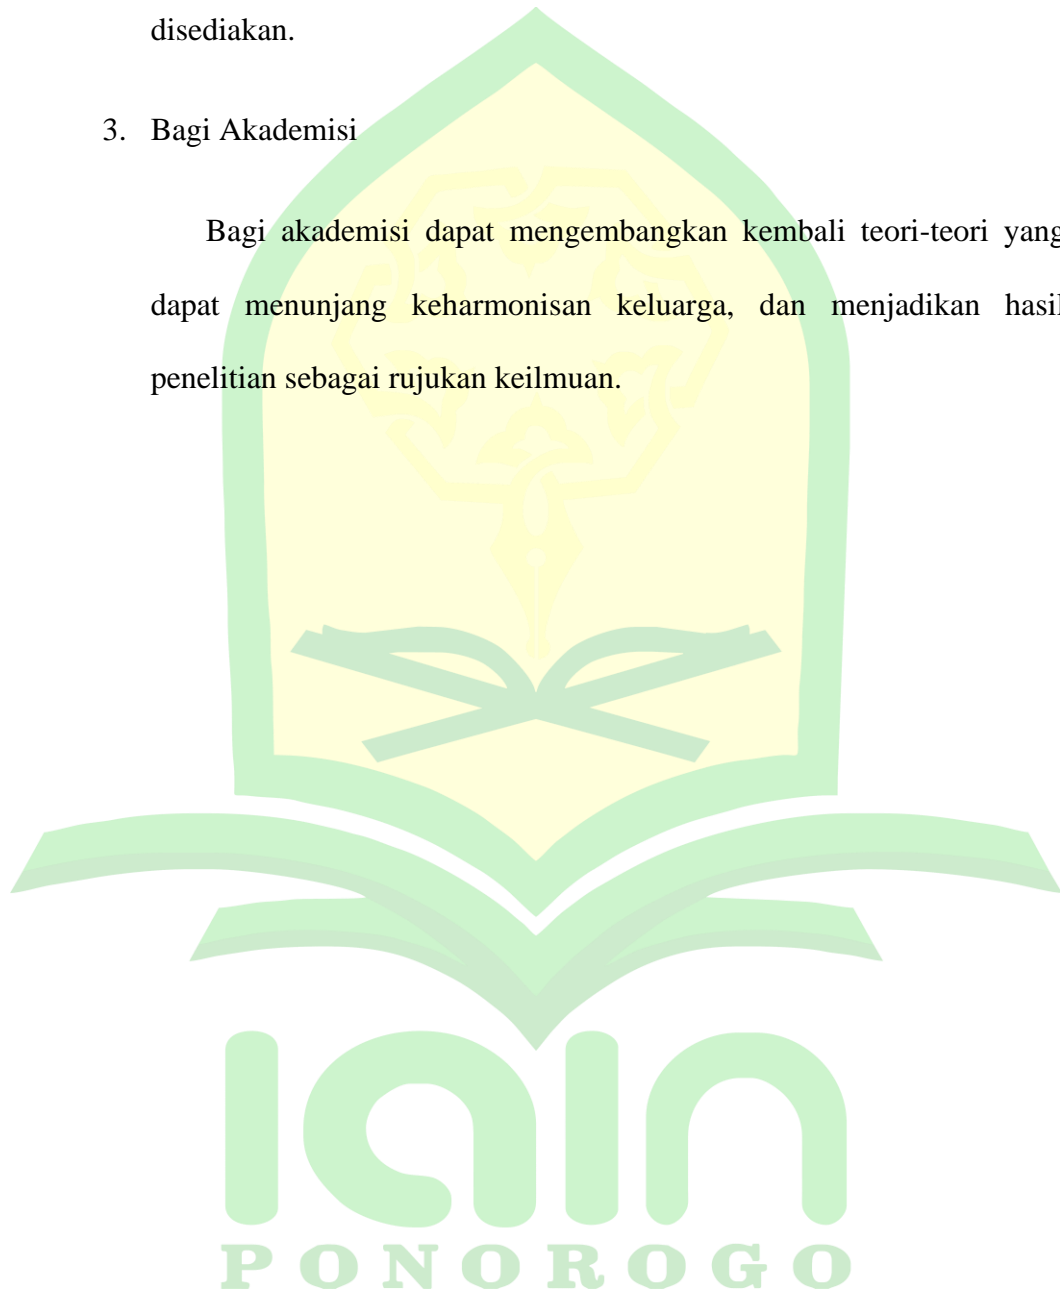 disediakan.
3. Bagi Akademisi
Bagi akademisi dapat mengembangkan kembali teori-teori yang
dapat menunjang keharmonisan keluarga, dan menjadikan hasil
penelitian sebagai rujukan keilmuan.
iain
PONOROGO